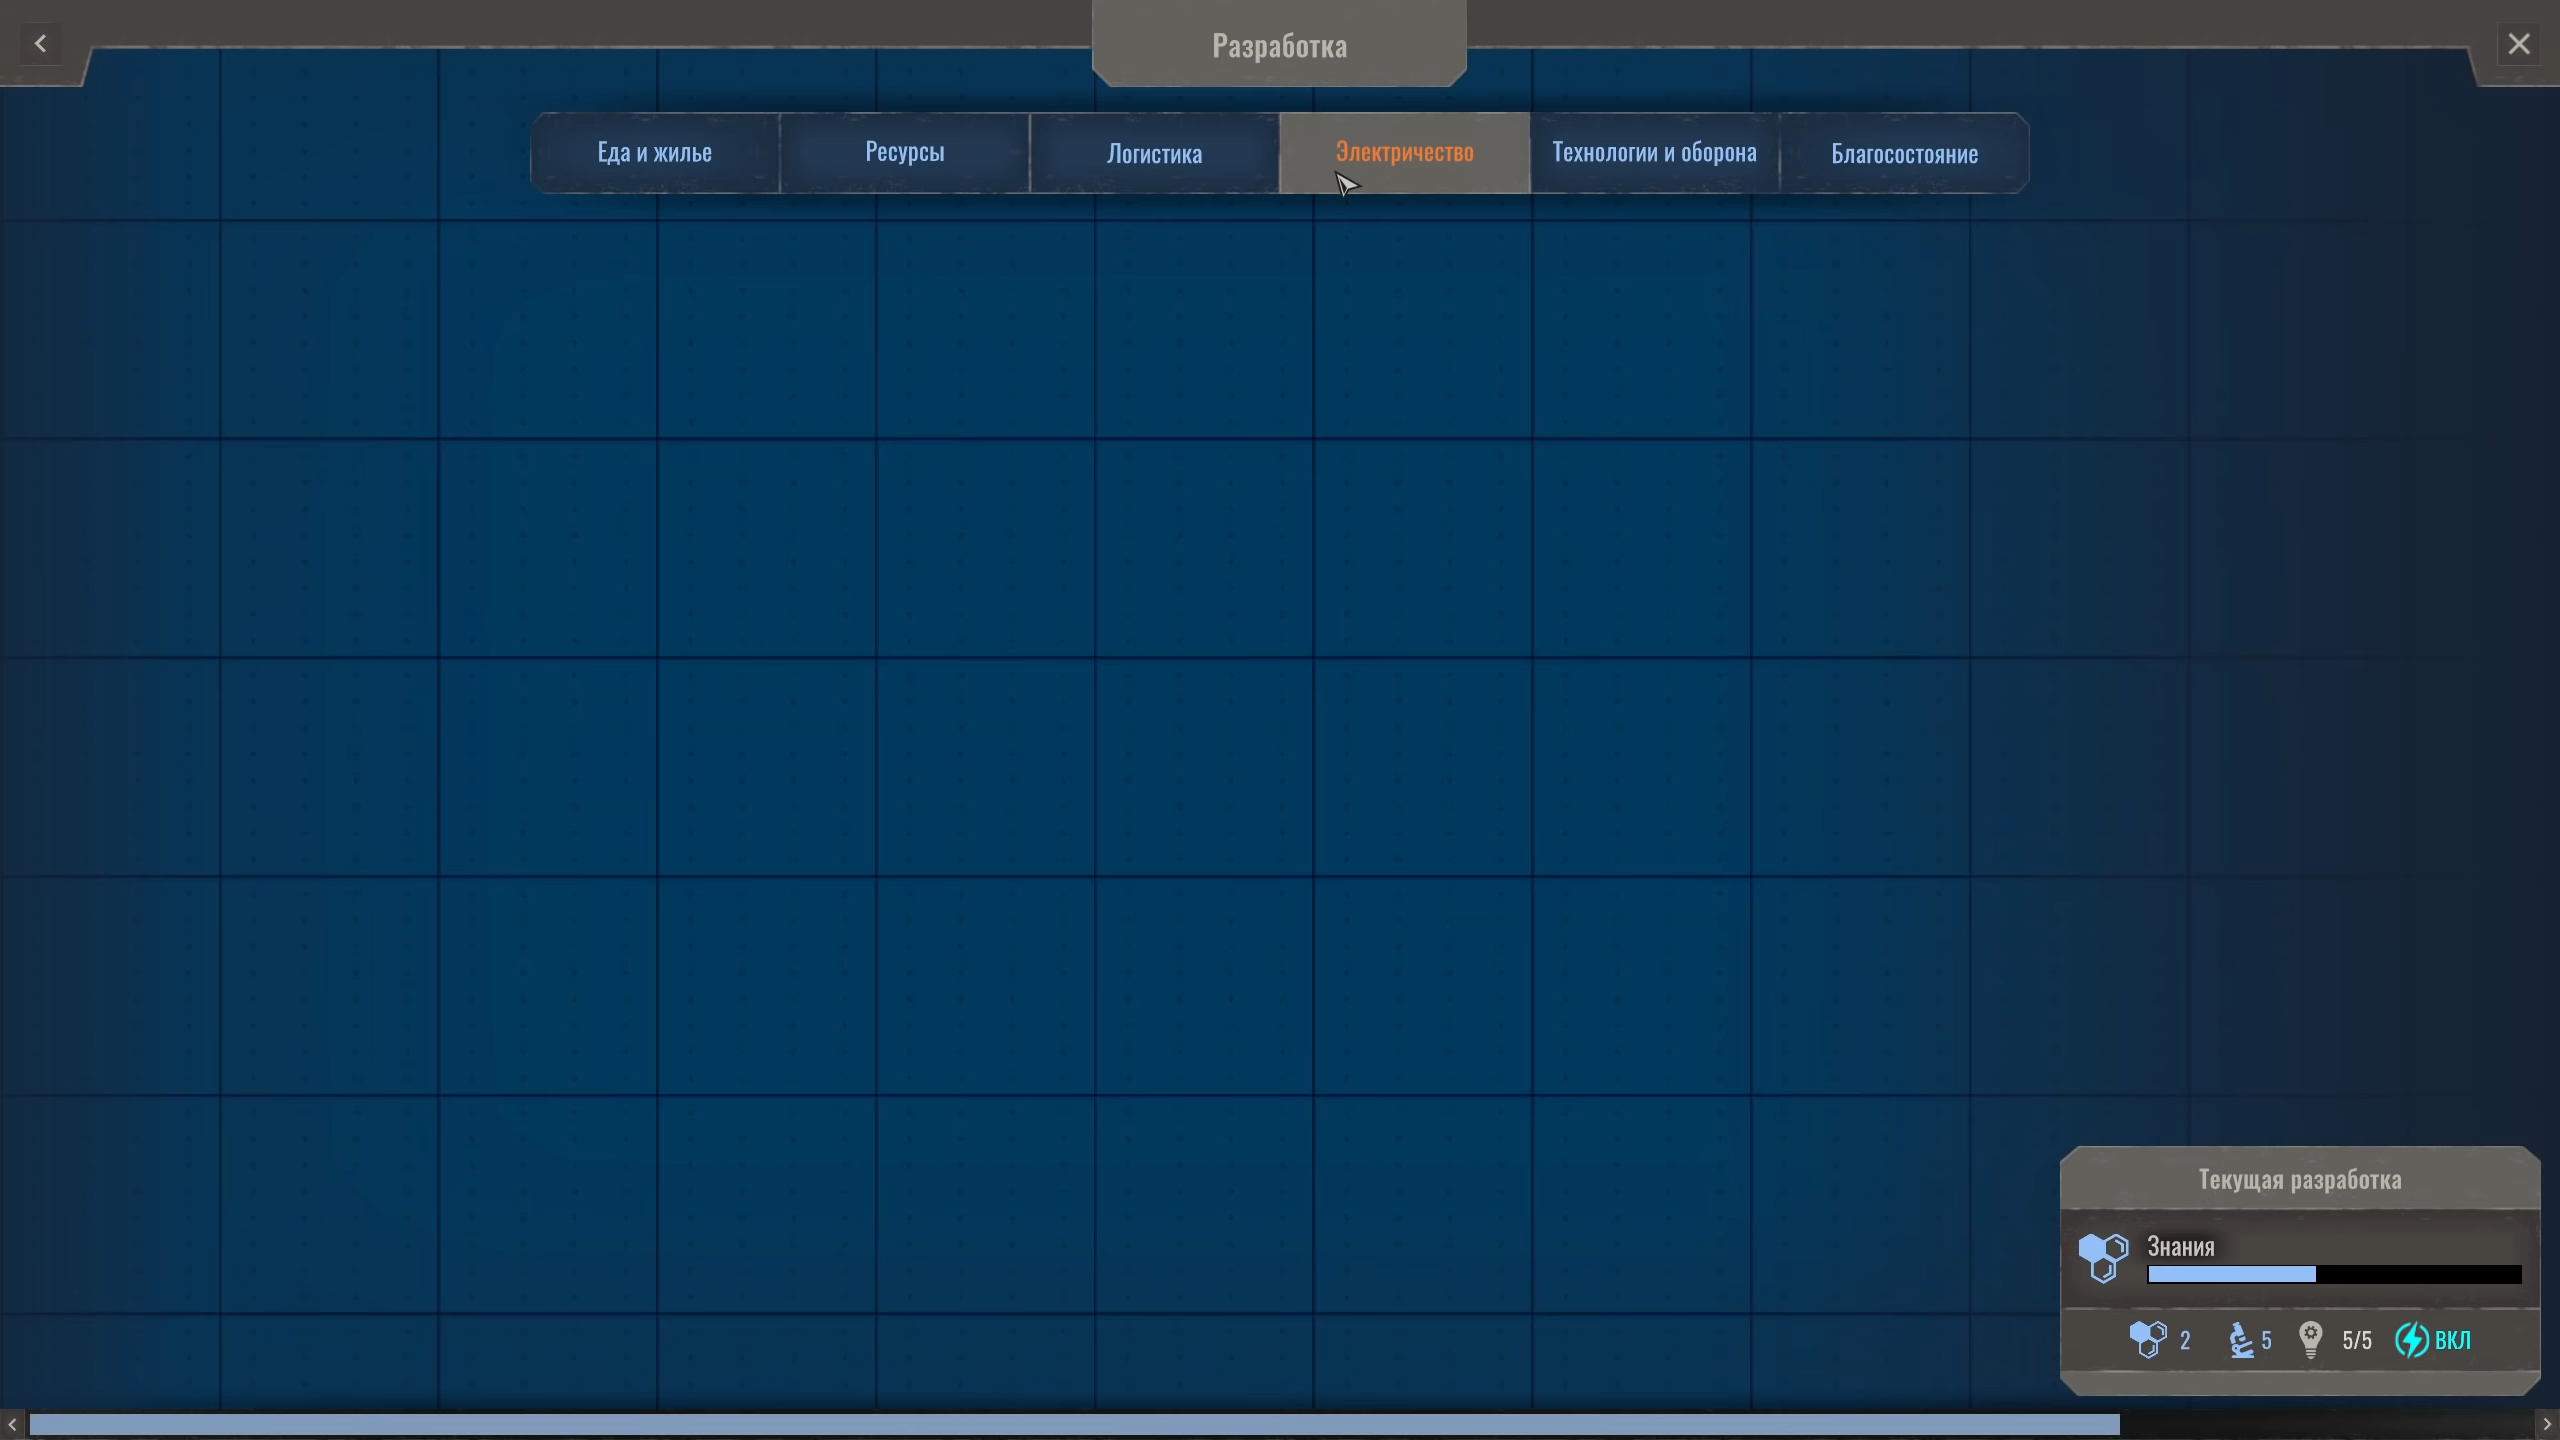 Разработка
Еда и жилье
Ресурсы
Логистика
Электричество
Технологии и оборона
Благосостояние
Текущая разработка
Знания
2 5 5/5 ВКЛ